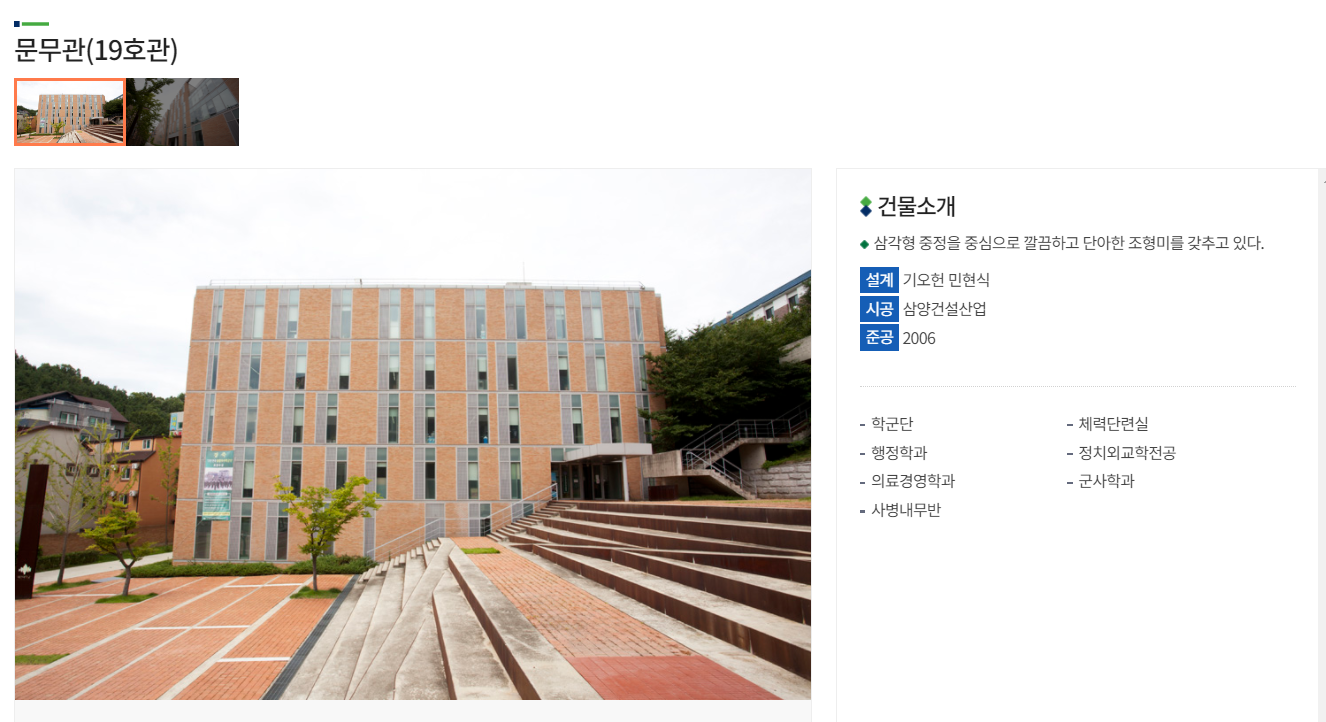 문무관(19호관)
건물소개
삼각형 중정을 중심으로 깔끔하고 단아한 조형미를 갖추고 있다.
설계 기오헌 민현식
시공 삼양건설산업
준공 2006
- 학군단
- 체력단련실
- 행정학과
- 정치외교학전공
- 의료경영학과
- 군사학과
- 사병내무반